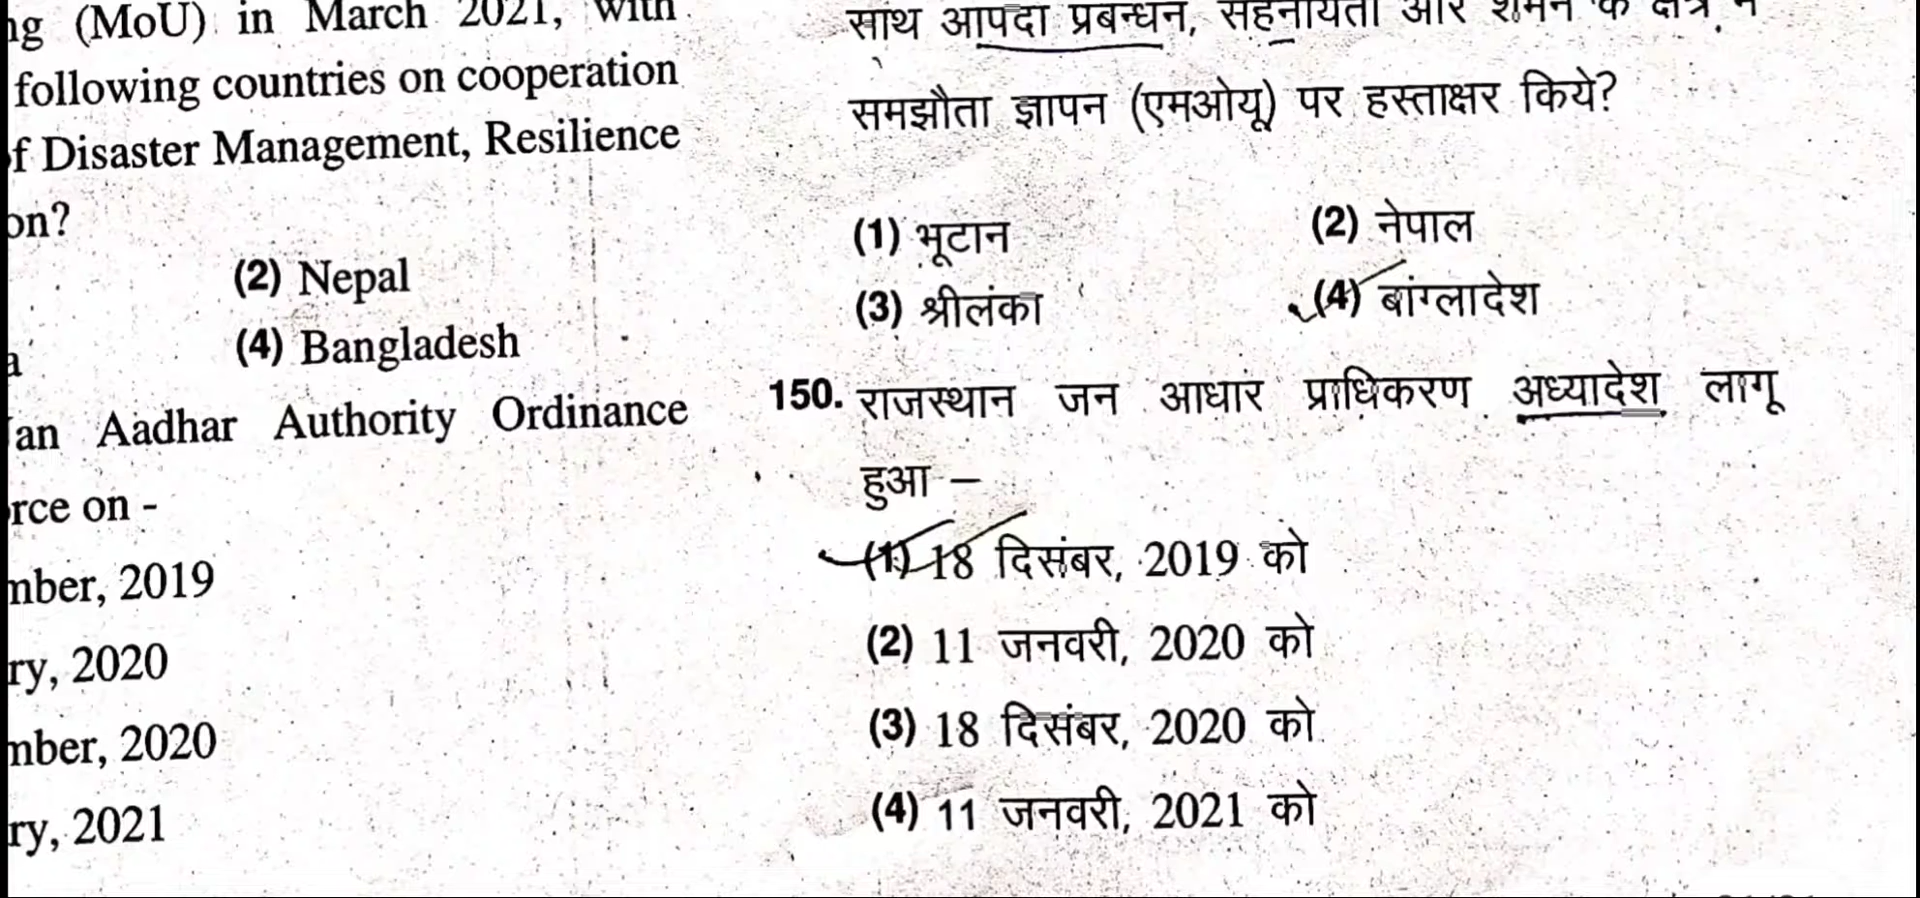 (MoU) in March 2021, with
following countries on cooperation
of Disaster Management, Resilience
on?
(2) Nepal
(4) Bangladesh
an Aadhar Authority Ordinance
rce on -
mber, 2019
ry, 2020
mber, 2020
ry, 2021
साथ आपदा प्रबन्धन, सहनीयता और शमन के क्षेत्र में
समझौता ज्ञापन (एमओयू) पर हस्ताक्षर किये?
(1) भूटान (2) नेपाल
(3) श्रीलंका (4) बांग्लादेश
150. राजस्थान जन आधार प्राधिकरण अध्यादेश लागू
हुआ –
(1) 18 दिसंबर, 2019 को
(2) 11 जनवरी, 2020 को
(3) 18 दिसंबर, 2020 को
(4) 11 जनवरी, 2021 को